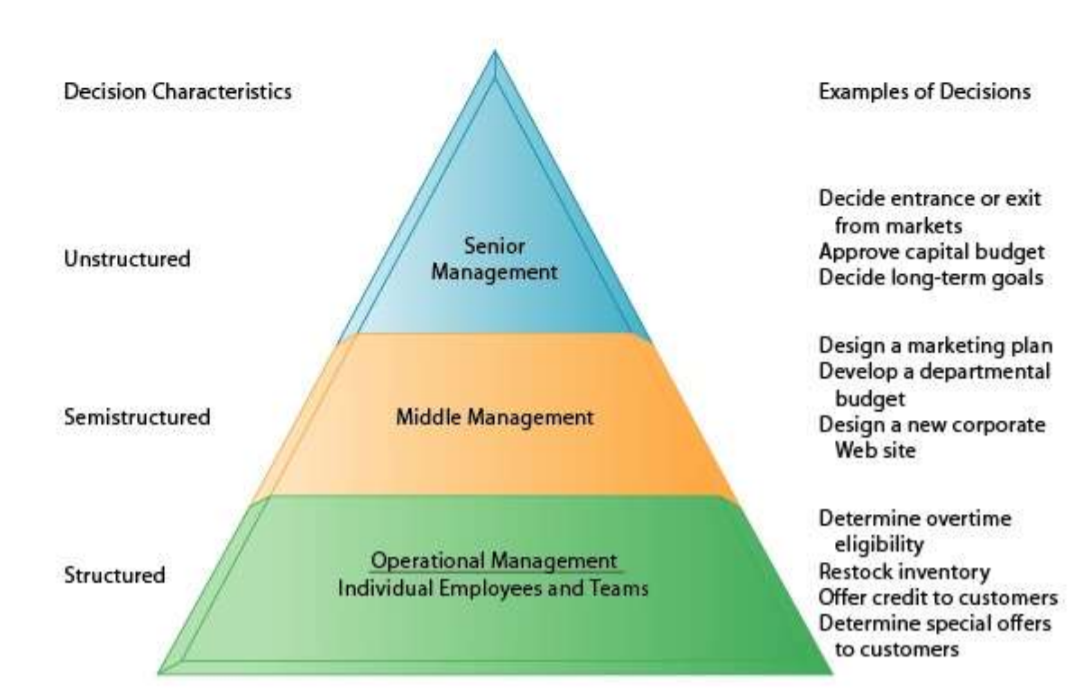 Decision Characteristics
Examples of Decisions
Unstructured
Senior
Management
Decide entrance or exit
from markets
Approve capital budget
Decide long-term goals
Semistructured
Middle Management
Design a marketing plan
Develop a departmental
budget
Design a new corporate
Web site
Structured
Operational Management
Individual Employees and Teams
Determine overtime
eligibility
Restock inventory
Offer credit to customers
Determine special offers
to customers